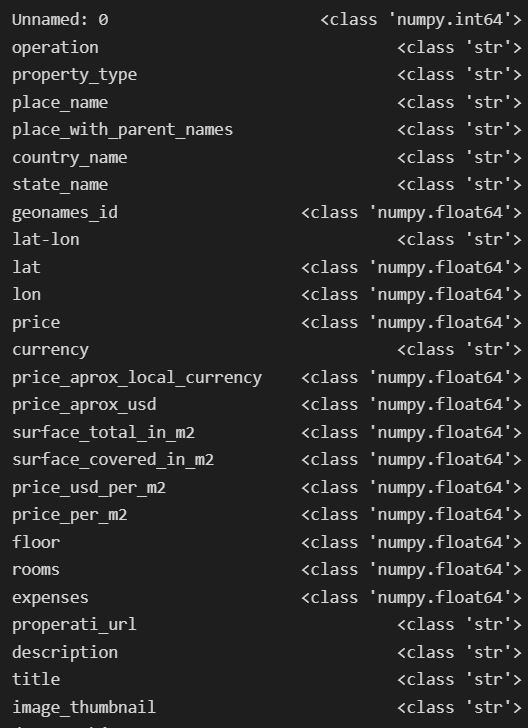 Unnamed: 0 <class 'numpy.int64'>
operation <class 'str'>
property_type <class 'str'>
place_name <class 'str'>
place_with_parent_names <class 'str'>
country_name <class 'str'>
state_name <class 'str'>
geonames_id <class 'numpy.float64'>
lat-lon <class 'str'>
lat <class 'numpy.float64'>
lon <class 'numpy.float64'>
price <class 'numpy.float64'>
currency <class 'str'>
price_aprox_local_currency <class 'numpy.float64'>
price_aprox_usd <class 'numpy.float64'>
surface_total_in_m2 <class 'numpy.float64'>
surface_covered_in_m2 <class 'numpy.float64'>
price_usd_per_m2 <class 'numpy.float64'>
price_per_m2 <class 'numpy.float64'>
floor <class 'numpy.float64'>
rooms <class 'numpy.float64'>
expenses <class 'numpy.float64'>
properati_url <class 'str'>
description <class 'str'>
title <class 'str'>
image_thumbnail <class 'str'>